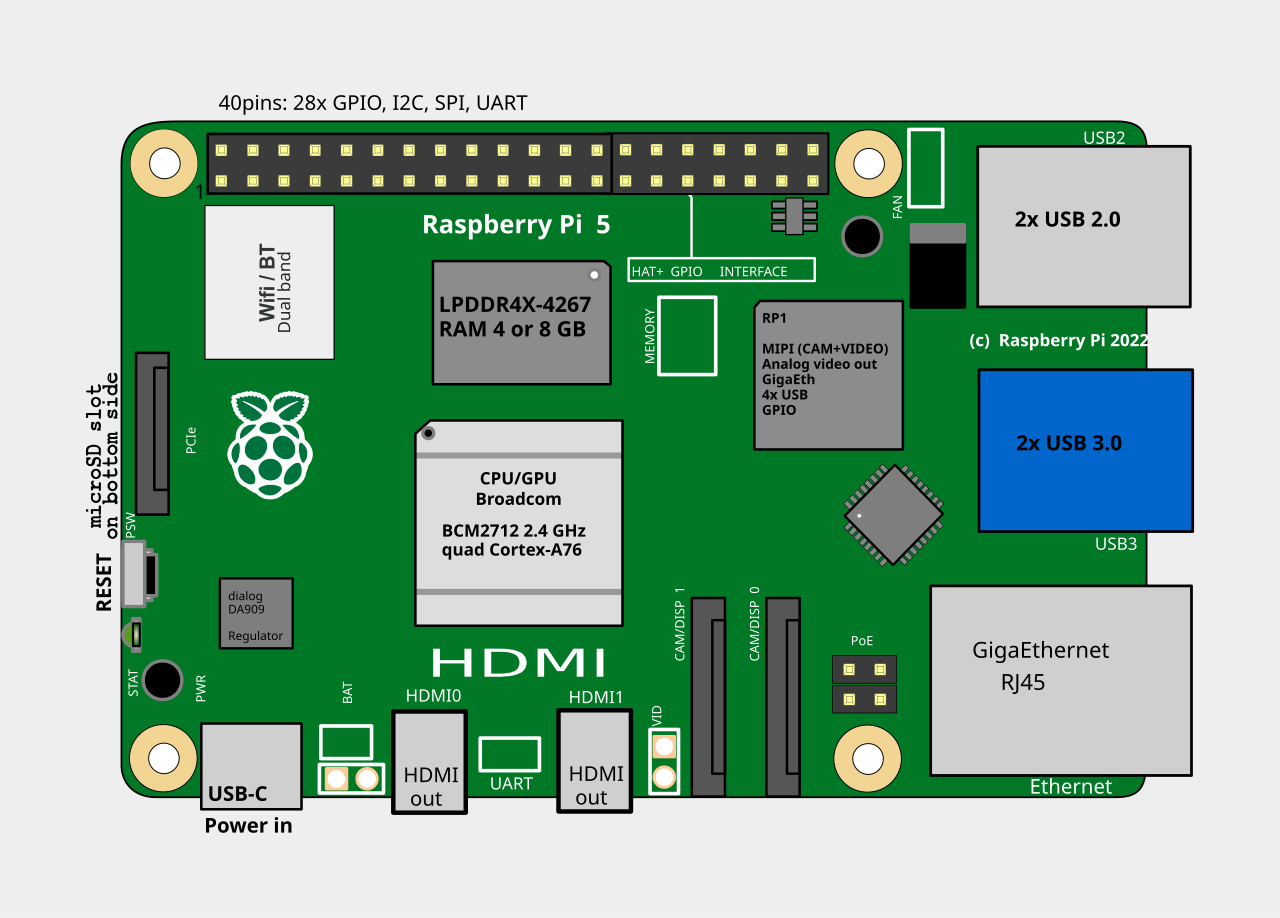 40pins: 28x GPIO, I2C, SPI, UART
USB2
1
FAN
2x USB 2.0
Raspberry Pi 5
Wifi / BT
Dual band
HAT+ GPIO INTERFACE
LPDDR4X-4267
RAM 4 or 8 GB
MEMORY
RP1
MIPI (CAM+VIDEO)
Analog video out
GigaEth
4x USB
GPIO
(c) Raspberry Pi 2022
microSD slot
on bottom side
PCIe
2x USB 3.0
CPU/GPU
Broadcom
BCM2712 2.4 GHz
quad Cortex-A76
PSW
USB3
RESET
dialog
DA909
Regulator
CAM/DISP 1
CAM/DISP 0
PoE
GigaEthernet
RJ45
HDMI
STAT
PWR
BAT
HDMI0
HDMI1
VID
HDMI
out
HDMI
out
UART
USB-C
Ethernet
Power in